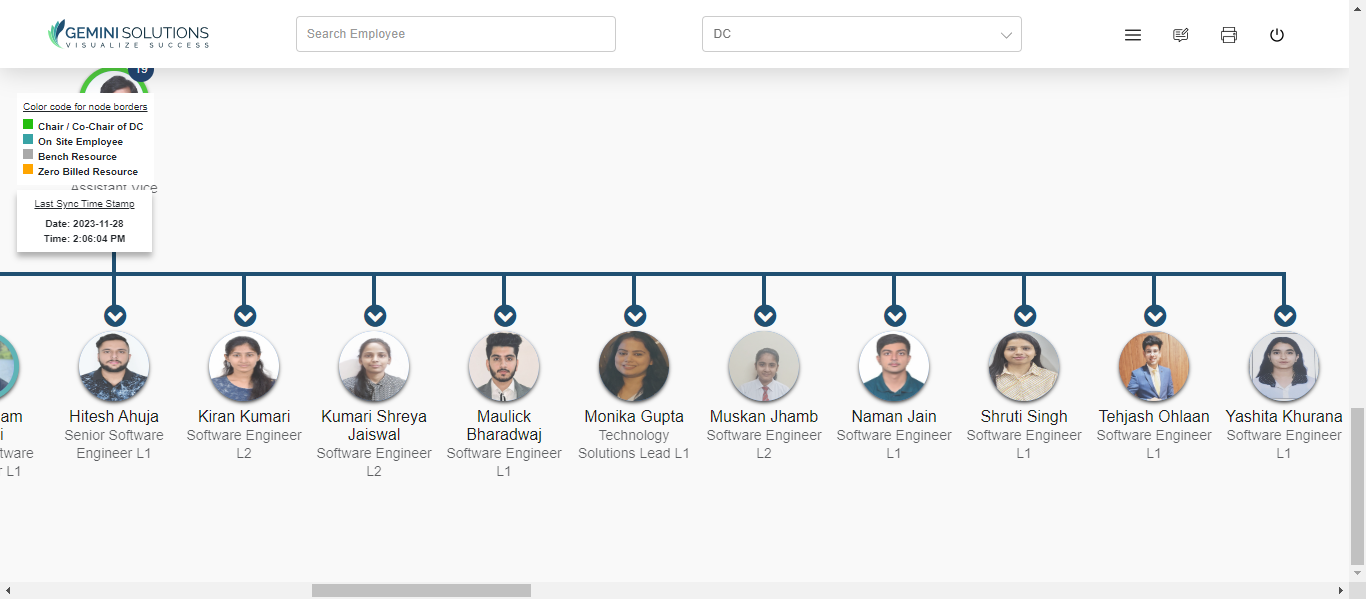 GEMINI SOLUTIONS
VISUALIZE SUCCESS
Search Employee
DC
19
Color code for node borders
Chair / Co-Chair of DC
On Site Employee
Bench Resource
Zero Billed Resource
Assistant Vice
Last Sync Time Stamp
Date: 2023-11-28
Time: 2:06:04 PM
am
i
tware
r L1
Hitesh Ahuja
Senior Software
Engineer L1
Kiran Kumari
Software Engineer
L2
Kumari Shreya
Jaiswal
Software Engineer
L2
Maulick
Bharadwaj
Software Engineer
L1
Monika Gupta
Technology
Solutions Lead L1
Muskan Jhamb
Software Engineer
L2
Naman Jain
Software Engineer
L1
Shruti Singh
Software Engineer
L1
Tehjash Ohlaan
Software Engineer
L1
Yashita Khurana
Software Engineer
L1